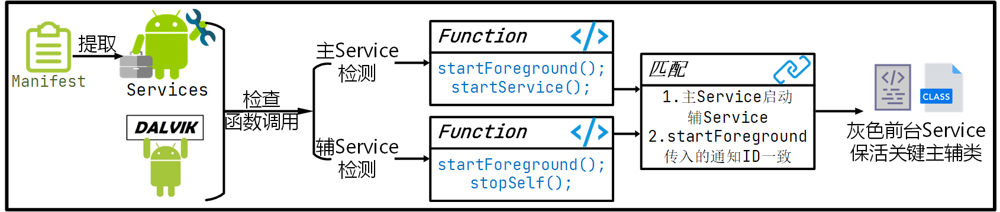 Manifest
提取
Services
DALVIK
检查
函数调用
主Service
检测
辅Service
检测
Function </>
startForeground();
startService();
Function </>
startForeground();
stopSelf();
匹配
1.主Service启动
辅Service
2.startForeground
传入的通知ID一致
</>
CLASS
灰色前台Service
保活关键主辅类